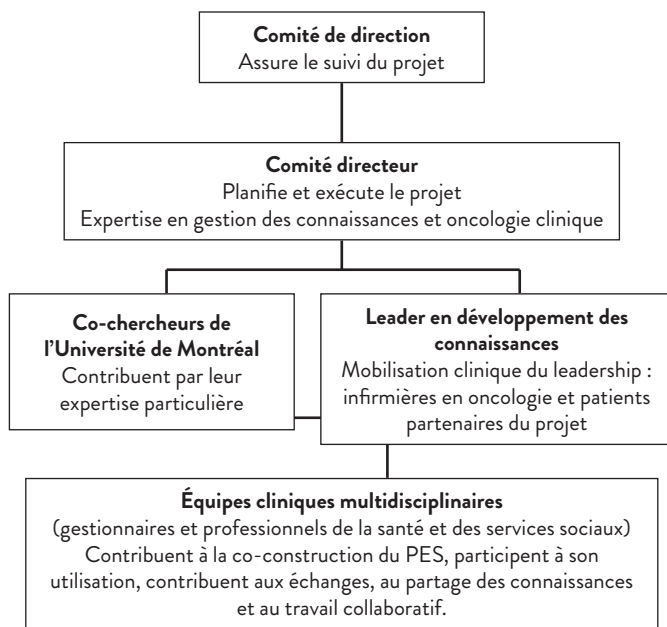 Comité de direction
Assure le suivi du projet
Comité directeur
Planifie et exécute le projet
Expertise en gestion des connaissances et oncologie clinique
Co-chercheurs de
l’Université de Montréal
Contribuent par leur
expertise particulière
Leader en développement des
connaissances
Mobilisation clinique du leadership :
infirmières en oncologie et patients
partenaires du projet
Équipes cliniques multidisciplinaires
(gestionnaires et professionnels de la santé et des services sociaux)
Contribuent à la co-construction du PES, participent à son
utilisation, contribuent aux échanges, au partage des connaissances
et au travail collaboratif.